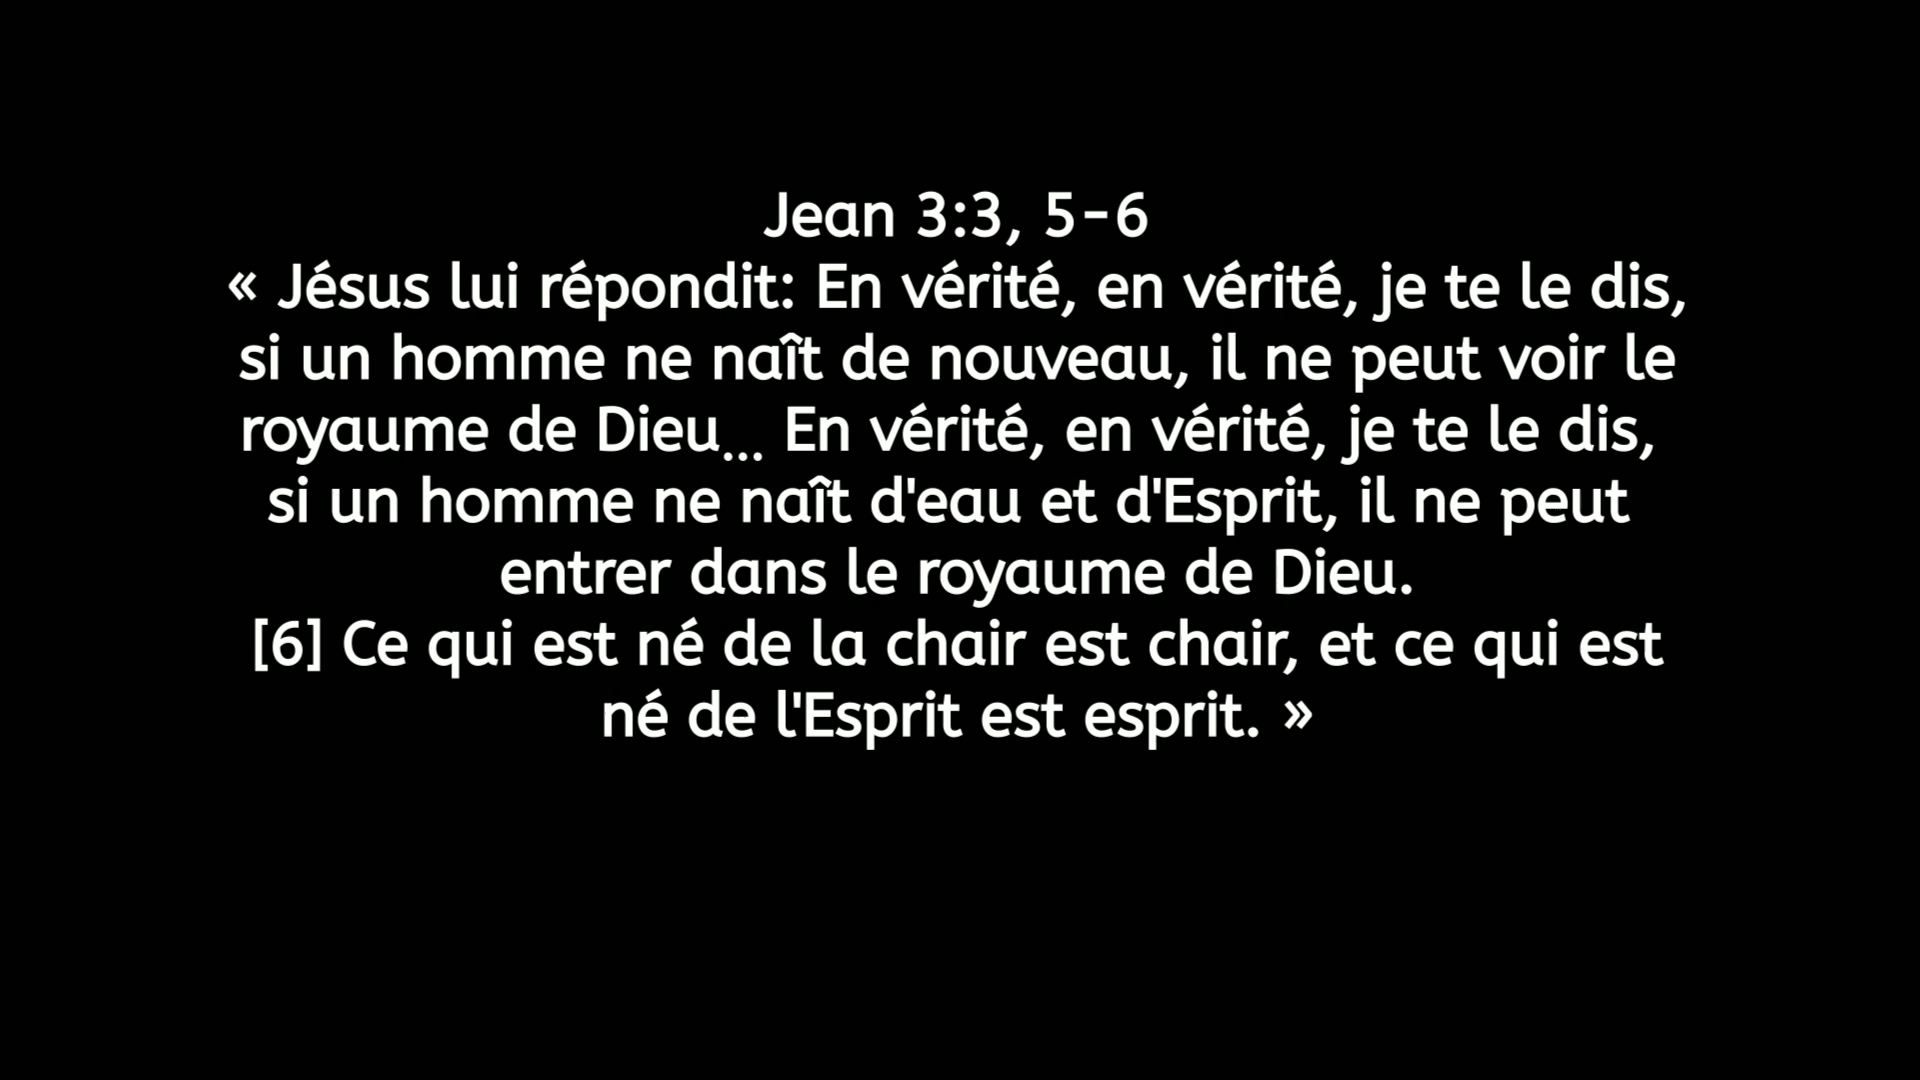 Jean 3:3, 5-6
« Jésus lui répondit: En vérité, en vérité, je te le dis,
si un homme ne naît de nouveau, il ne peut voir le
royaume de Dieu... En vérité, en vérité, je te le dis,
si un homme ne naît d'eau et d'Esprit, il ne peut
entrer dans le royaume de Dieu.
[6] Ce qui est né de la chair est chair, et ce qui est
né de l'Esprit est esprit. »